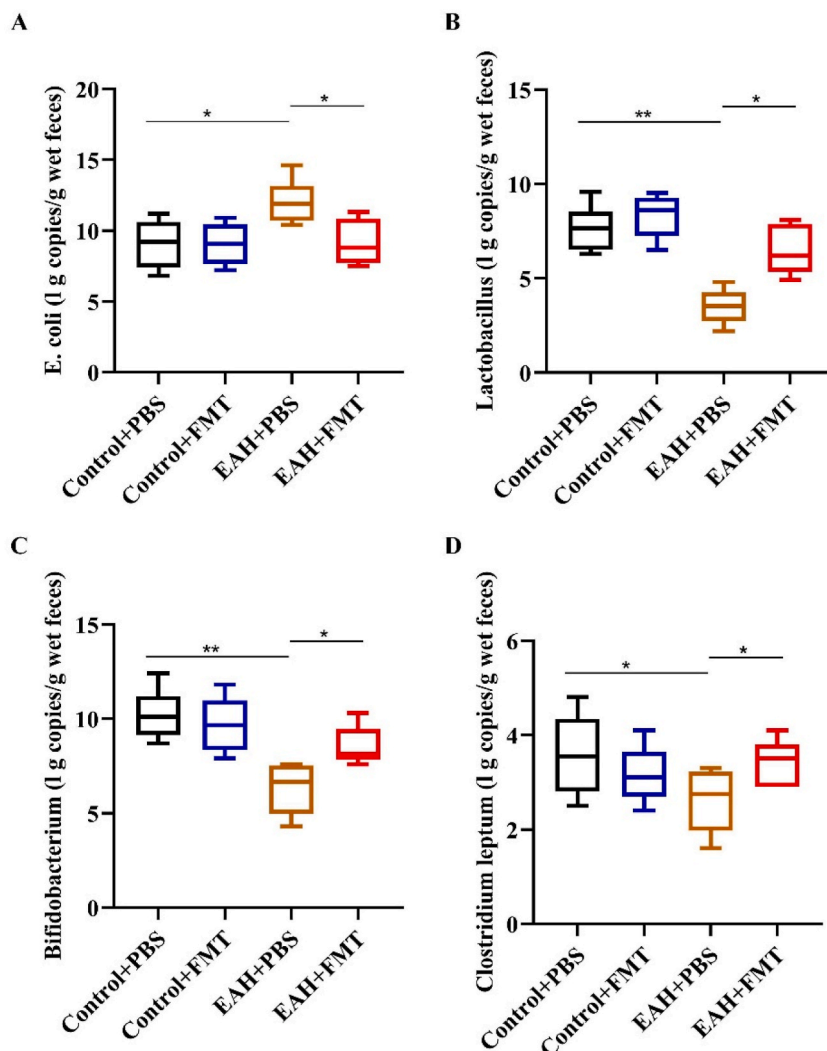 A
E. coli (l g copies/g wet feces)
20
15
10
5
0
*
*
Control+PBS
Control+FMT
EAH+PBS
EAH+FMT
B
Lactobacillus (l g copies/g wet feces)
15
10
5
0
**
*
Control+PBS
Control+FMT
EAH+PBS
EAH+FMT
C
Bifidobacterium (l g copies/g wet feces)
15
10
5
0
**
*
Control+PBS
Control+FMT
EAH+PBS
EAH+FMT
D
Clostridium leptum (l g copies/g wet feces)
6
4
2
0
*
*
Control+PBS
Control+FMT
EAH+PBS
EAH+FMT